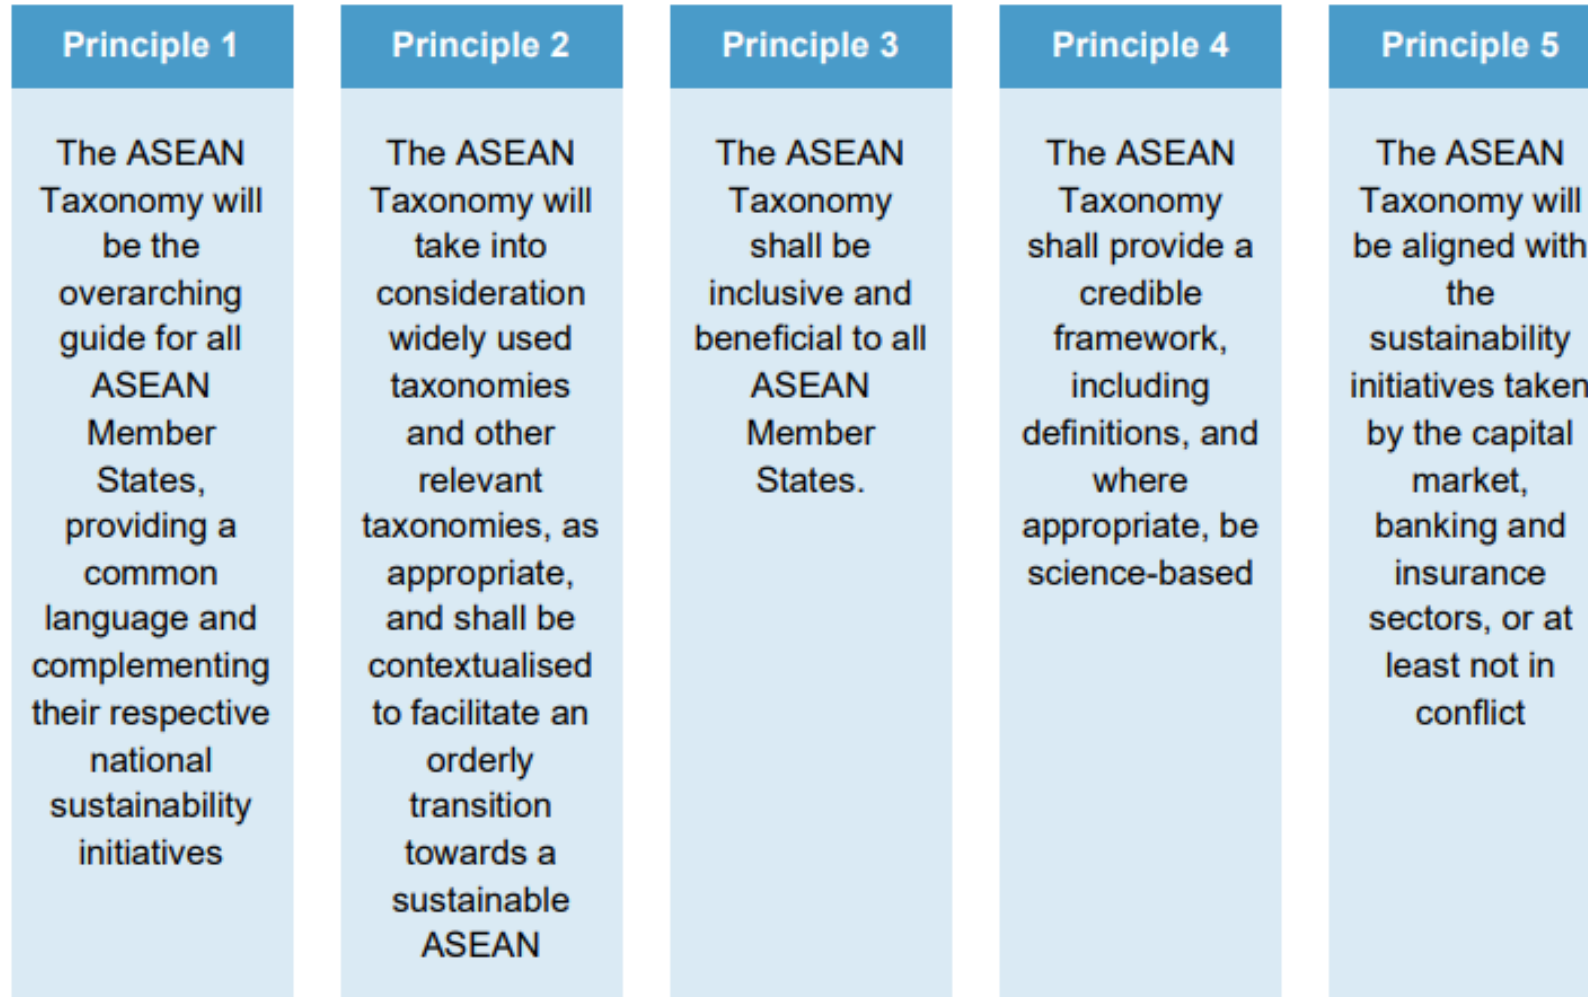 Principle 1
The ASEAN
Taxonomy will
be the
overarching
guide for all
ASEAN
Member
States,
providing a
common
language and
complementing
their respective
national
sustainability
initiatives
Principle 2
The ASEAN
Taxonomy will
take into
consideration
widely used
taxonomies
and other
relevant
taxonomies, as
appropriate,
and shall be
contextualised
to facilitate an
orderly
transition
towards a
sustainable
ASEAN
Principle 3
The ASEAN
Taxonomy
shall be
inclusive and
beneficial to all
ASEAN
Member
States.
Principle 4
The ASEAN
Taxonomy
shall provide a
credible
framework,
including
definitions, and
where
appropriate, be
science-based
Principle 5
The ASEAN
Taxonomy will
be aligned with
the
sustainability
initiatives taken
by the capital
market,
banking and
insurance
sectors, or at
least not in
conflict